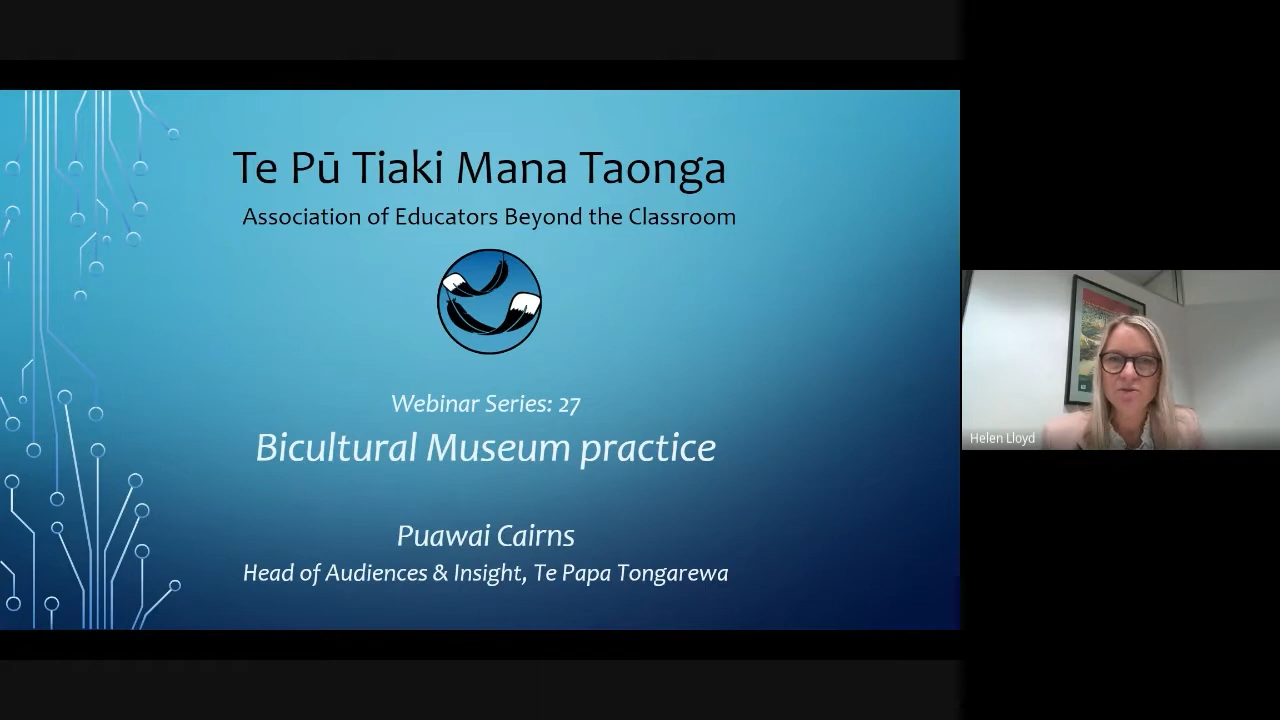 Te Pū Tiaki Mana Taonga
Association of Educators Beyond the Classroom
Webinar Series: 27
Bicultural Museum practice
Puawai Cairns
Head of Audiences & Insight, Te Papa Tongarewa
Helen Lloyd